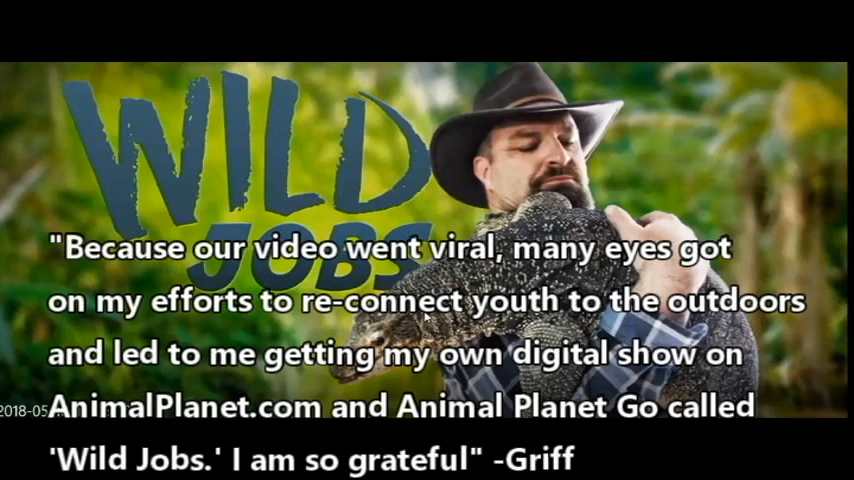 WILD
JOBS
"Because our video went viral, many eyes got
on my efforts to re-connect youth to the outdoors
and led to me getting my own digital show on
AnimalPlanet.com and Animal Planet Go called
'Wild Jobs.' I am so grateful" -Griff
2018-05